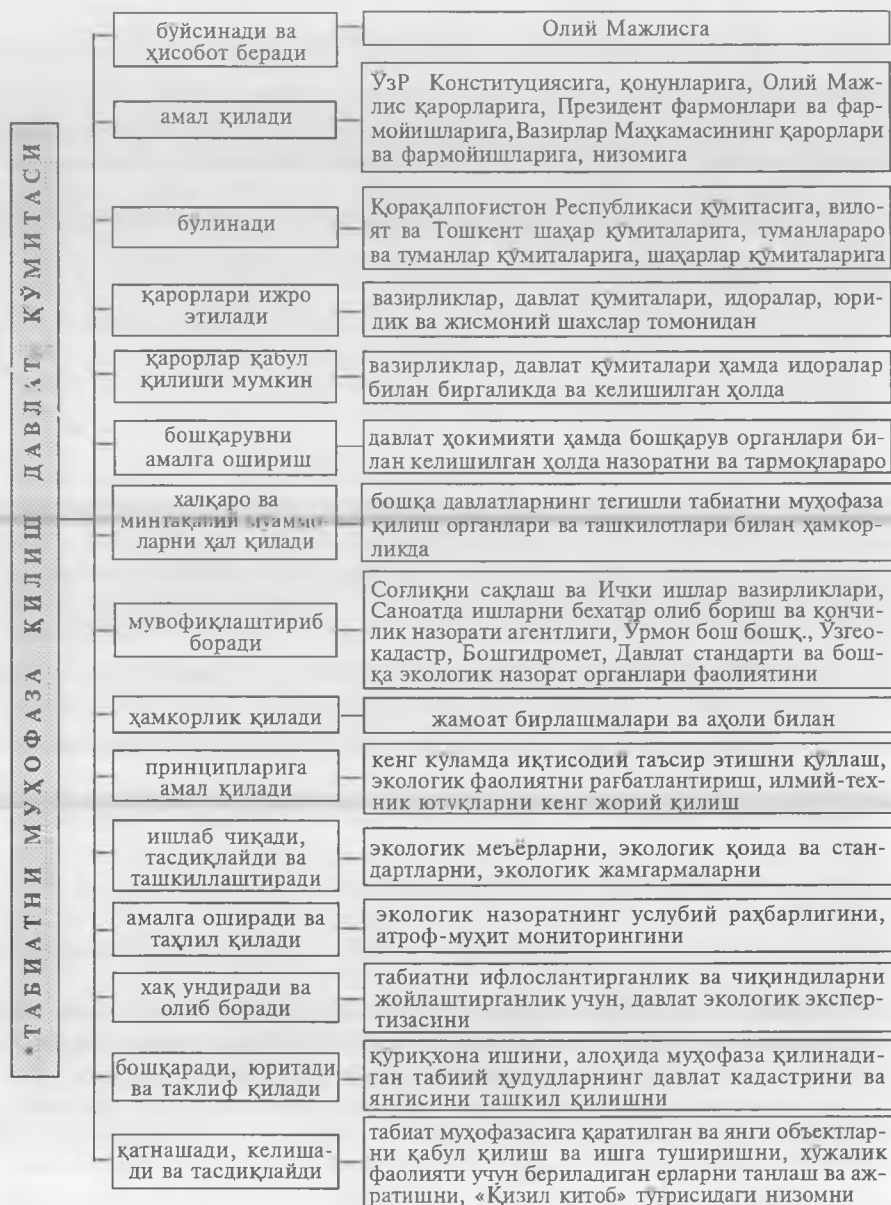 *ТАБИАТНИ МУҲОФАЗА ҚИЛИШ ДАВЛАТ ҚЎМИТАСИ
буйсинади ва
ҳисобот беради
Олий Мажлисга
амал қилади
ЎзР Конституциясига, қонунларига, Олий Маж-
лис қарорларига, Президент фармонлари ва фар-
мойишларига,Вазирлар Маҳкамасининг қарорлари
ва фармойишларига, низомига
бўлинади
Қорақалпоғистон Республикаси қўмитасига, вило-
ят ва Тошкент шаҳар қўмиталарига, туманлараро
ва туманлар қўмиталарига, шаҳарлар қўмиталарига
қарорлари ижро
этилади
вазирликлар, давлат қўмиталари, идоралар, юри-
дик ва жисмоний шахслар томонидан
қарорлар қабул
қилиши мумкин
вазирликлар, давлат қўмиталари ҳамда идоралар
билан биргаликда ва келишилган ҳолда
бошқарувни
амалга ошириш
давлат ҳокимияти ҳамда бошқарув органлари би-
лан келишилган ҳолда назоратни ва тармоқлараро
халқаро ва
минтақавий муаммо-
ларни ҳал қилади
бошқа давлатларнинг тегишли табиатни муҳофаза
қилиш органлари ва ташкилотлари билан ҳамкор-
ликда
мувофиқлаштириб
боради
Соғлиқни сақлаш ва Ички ишлар вазирликлари,
Саноатда ишларни бехатар олиб бориш ва кончи-
лик назорати агентлиги, Ўрмон бош бошқ., Ўзгео-
кадастр, Бошгидромет, Давлат стандарти ва бош-
қа экологик назорат органлари фаолиятини
ҳамкорлик қилади
жамоат бирлашмалари ва аҳоли билан
принципларига
амал қилади
кенг кўламда иқтисодий таъсир этишни қўллаш,
экологик фаолиятни рағбатлантириш, илмий-тех-
ник ютуқларни кенг жорий қилиш
ишлаб чиқади,
тасдиқлайди ва
ташкиллаштиради
экологик меъёрларни, экологик қоида ва стан-
дартларни, экологик жамғармаларни
амалга оширади ва
таҳлил қилади
экологик назоратнинг услубий раҳбарлигини,
атроф-муҳит мониторингини
хақ ундиради ва
олиб боради
табиатни ифлослантирганлик ва чиқиндиларни
жойлаштирганлик учун, давлат экологик экспер-
тизасини
бошқаради, юритади
ва таклиф қилади
қўриқхона ишини, алоҳида муҳофаза қилинади-
ган табиий ҳудудларнинг давлат кадастрини ва
янгисини ташкил қилишни
қатнашади, келиша-
ди ва тасдиқлайди
табиат муҳофазасига қаратилган ва янги объектлар-
ни қабул қилиш ва ишга туширишни, хўжалик
фаолияти учун бериладиган ерларни танлаш ва аж-
ратишни, «Қизил китоб» тўғрисидаги низомни